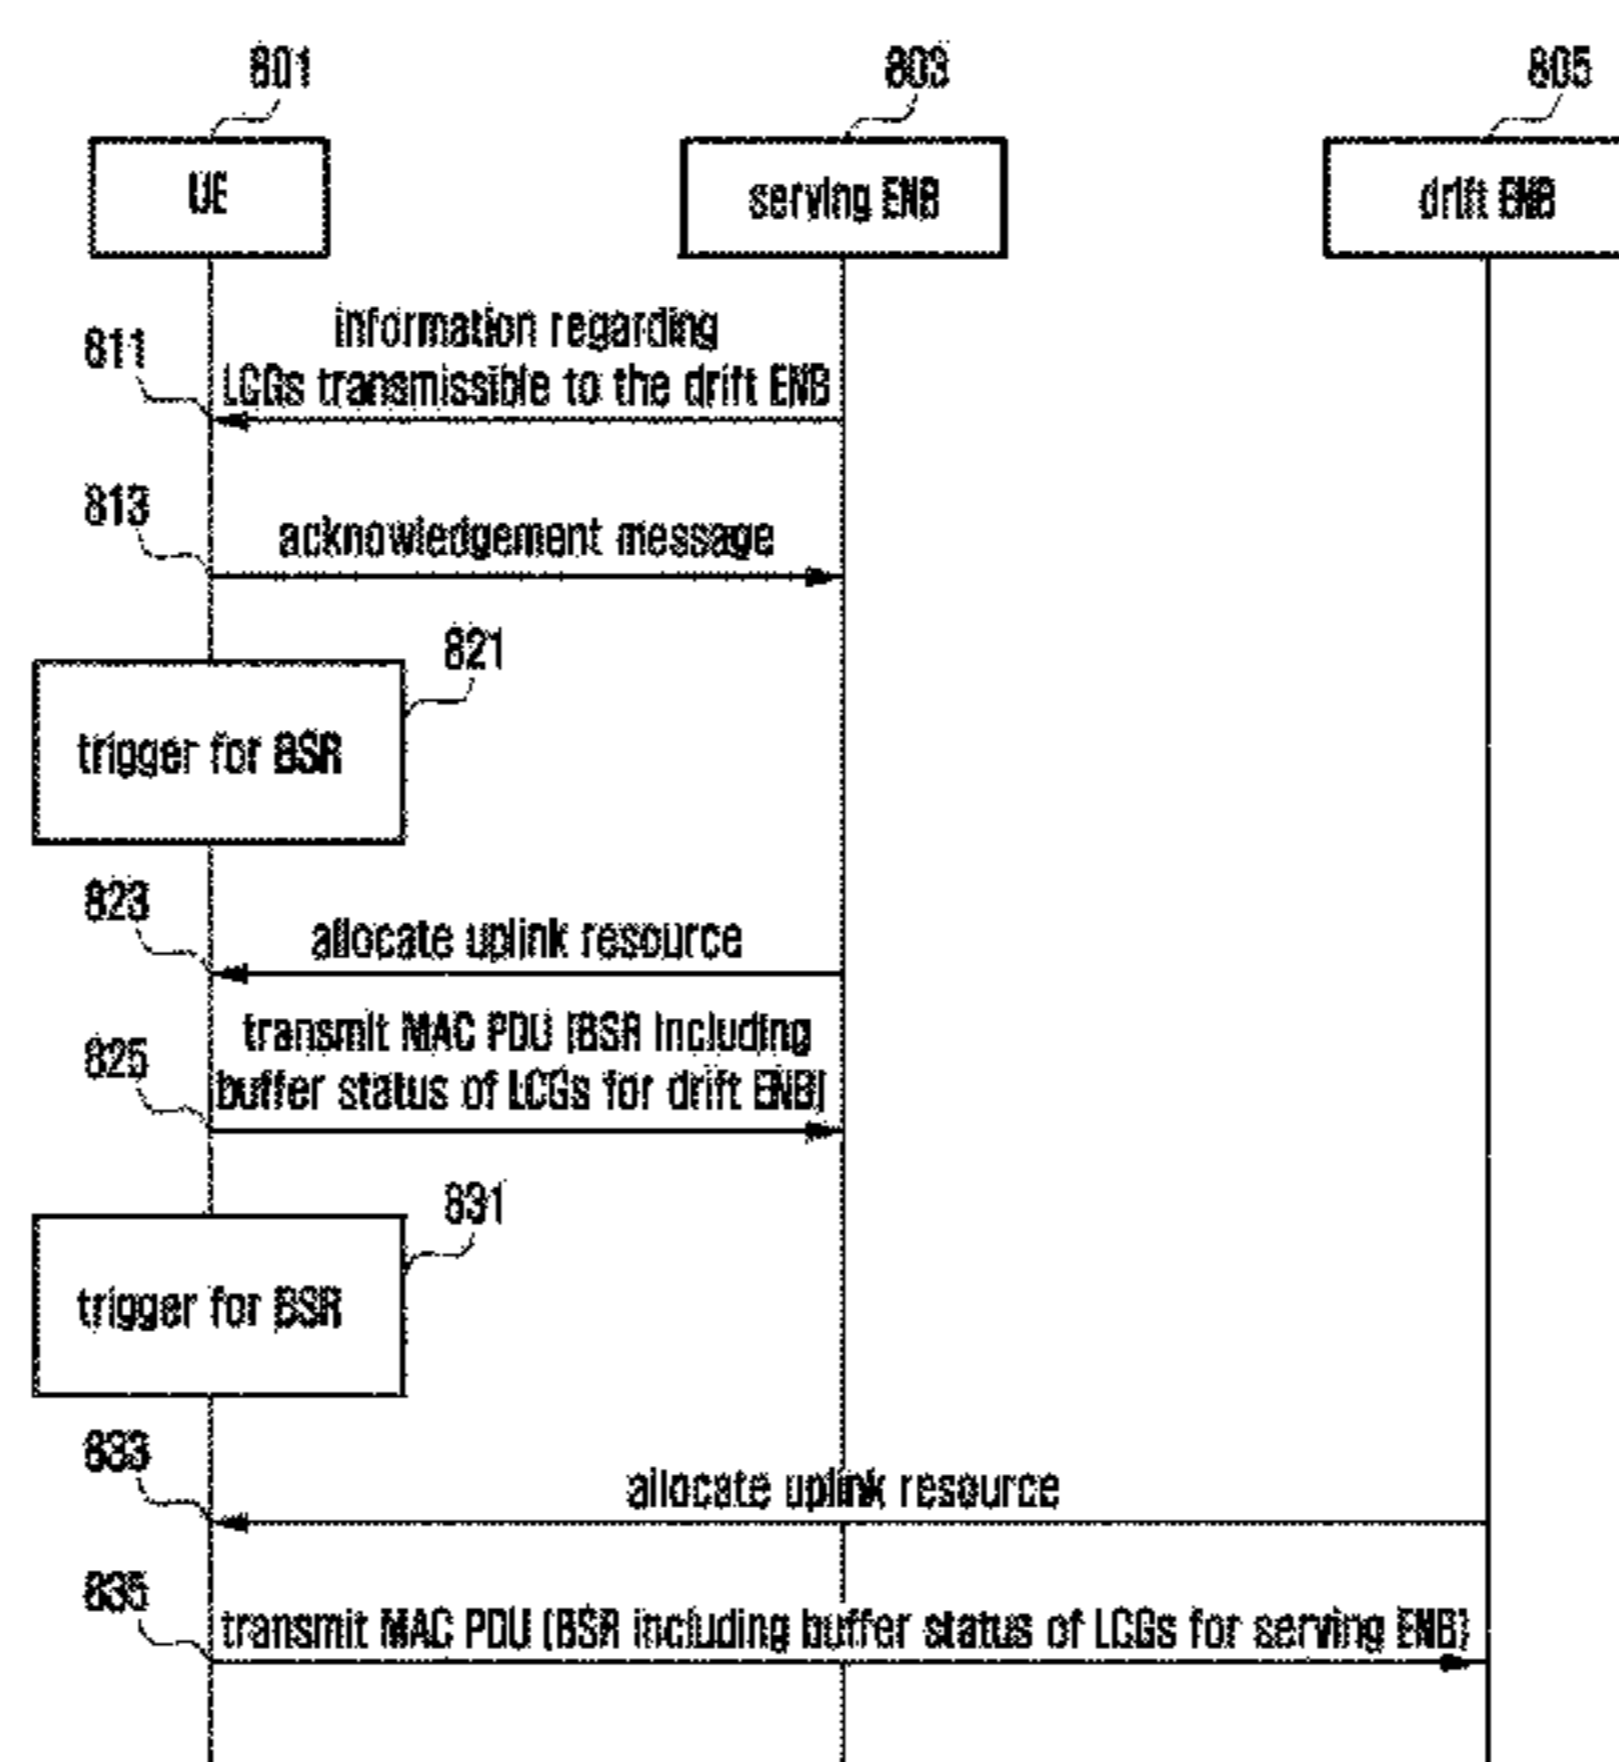 801
803
805
UE
serving ENB
drift ENB
811
information regarding
LCGs transmissible to the drift ENB
813
acknowledgement message
821
trigger for BSR
823
allocate uplink resource
825
transmit MAC PDU (BSR including
buffer status of LCGs for drift ENB)
831
trigger for BSR
833
allocate uplink resource
835
transmit MAC PDU (BSR including buffer status of LCGs for serving ENB)